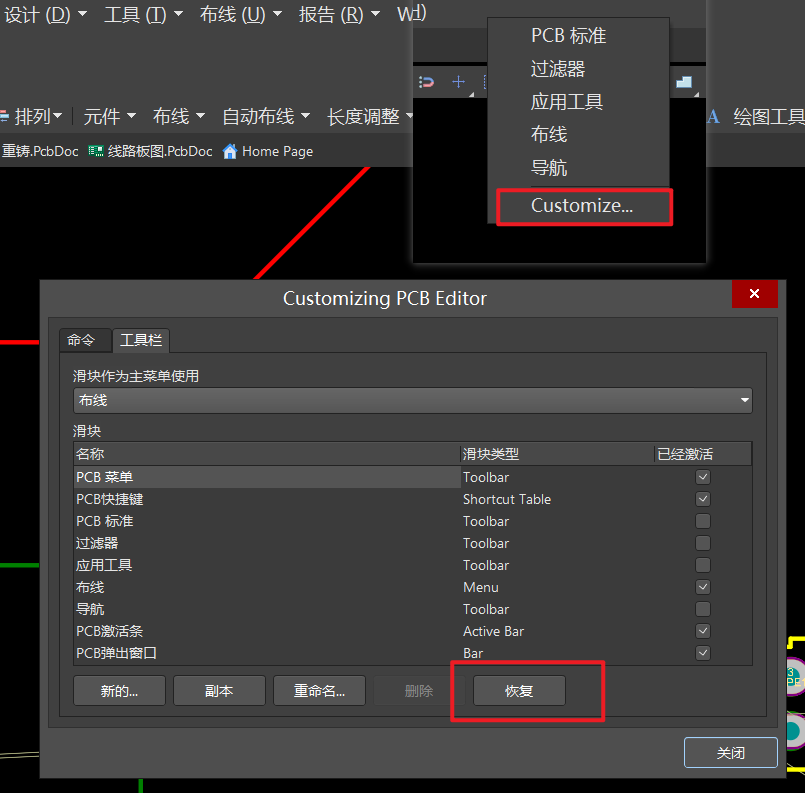 设计 (D) 工具 (T) 布线 (U) 报告 (R)
PCB 标准
过滤器
应用工具
布线
导航
Customize...
排列 元件 布线 自动布线 长度调整 A 绘图工具
重铸.PcbDoc 线路板图.PcbDoc Home Page
Customizing PCB Editor
命令 工具栏
滑块作为主菜单使用
布线
滑块
名称 滑块类型 已经激活
PCB 菜单 Toolbar
PCB快捷键 Shortcut Table
PCB 标准 Toolbar
过滤器 Toolbar
应用工具 Toolbar
布线 Menu
导航 Toolbar
PCB激活条 Active Bar
PCB弹出窗口 Bar
新的... 副本 重命名... 删除 恢复
关闭